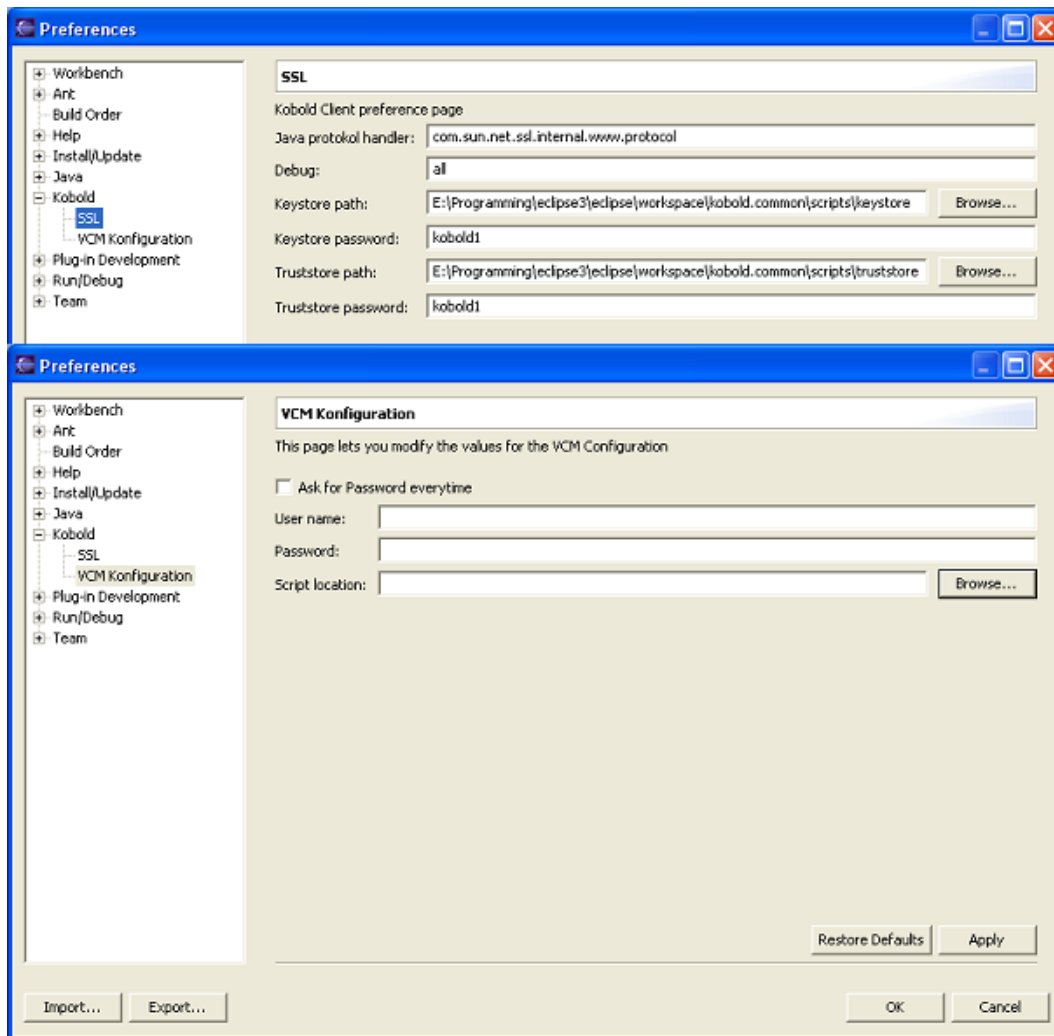 Preferences
Workbench
Ant
Build Order
Help
Install/Update
Java
Kobold
SSL
VCM Konfiguration
Plug-in Development
Run/Debug
Team
SSL
Kobold Client preference page
Java protokol handler: com.sun.net.ssl.internal.www.protocol
Debug: all
Keystore path: E:\Programming\eclipse3\eclipse\workspace\kobold.common\scripts\keystore Browse...
Keystore password: kobold1
Truststore path: E:\Programming\eclipse3\eclipse\workspace\kobold.common\scripts\truststore Browse...
Truststore password: kobold1
Preferences
Workbench
Ant
Build Order
Help
Install/Update
Java
Kobold
SSL
VCM Konfiguration
Plug-in Development
Run/Debug
Team
VCM Konfiguration
This page lets you modify the values for the VCM Configuration
Ask for Password everytime
User name:
Password:
Script location: Browse...
Restore Defaults Apply
Import... Export... OK Cancel